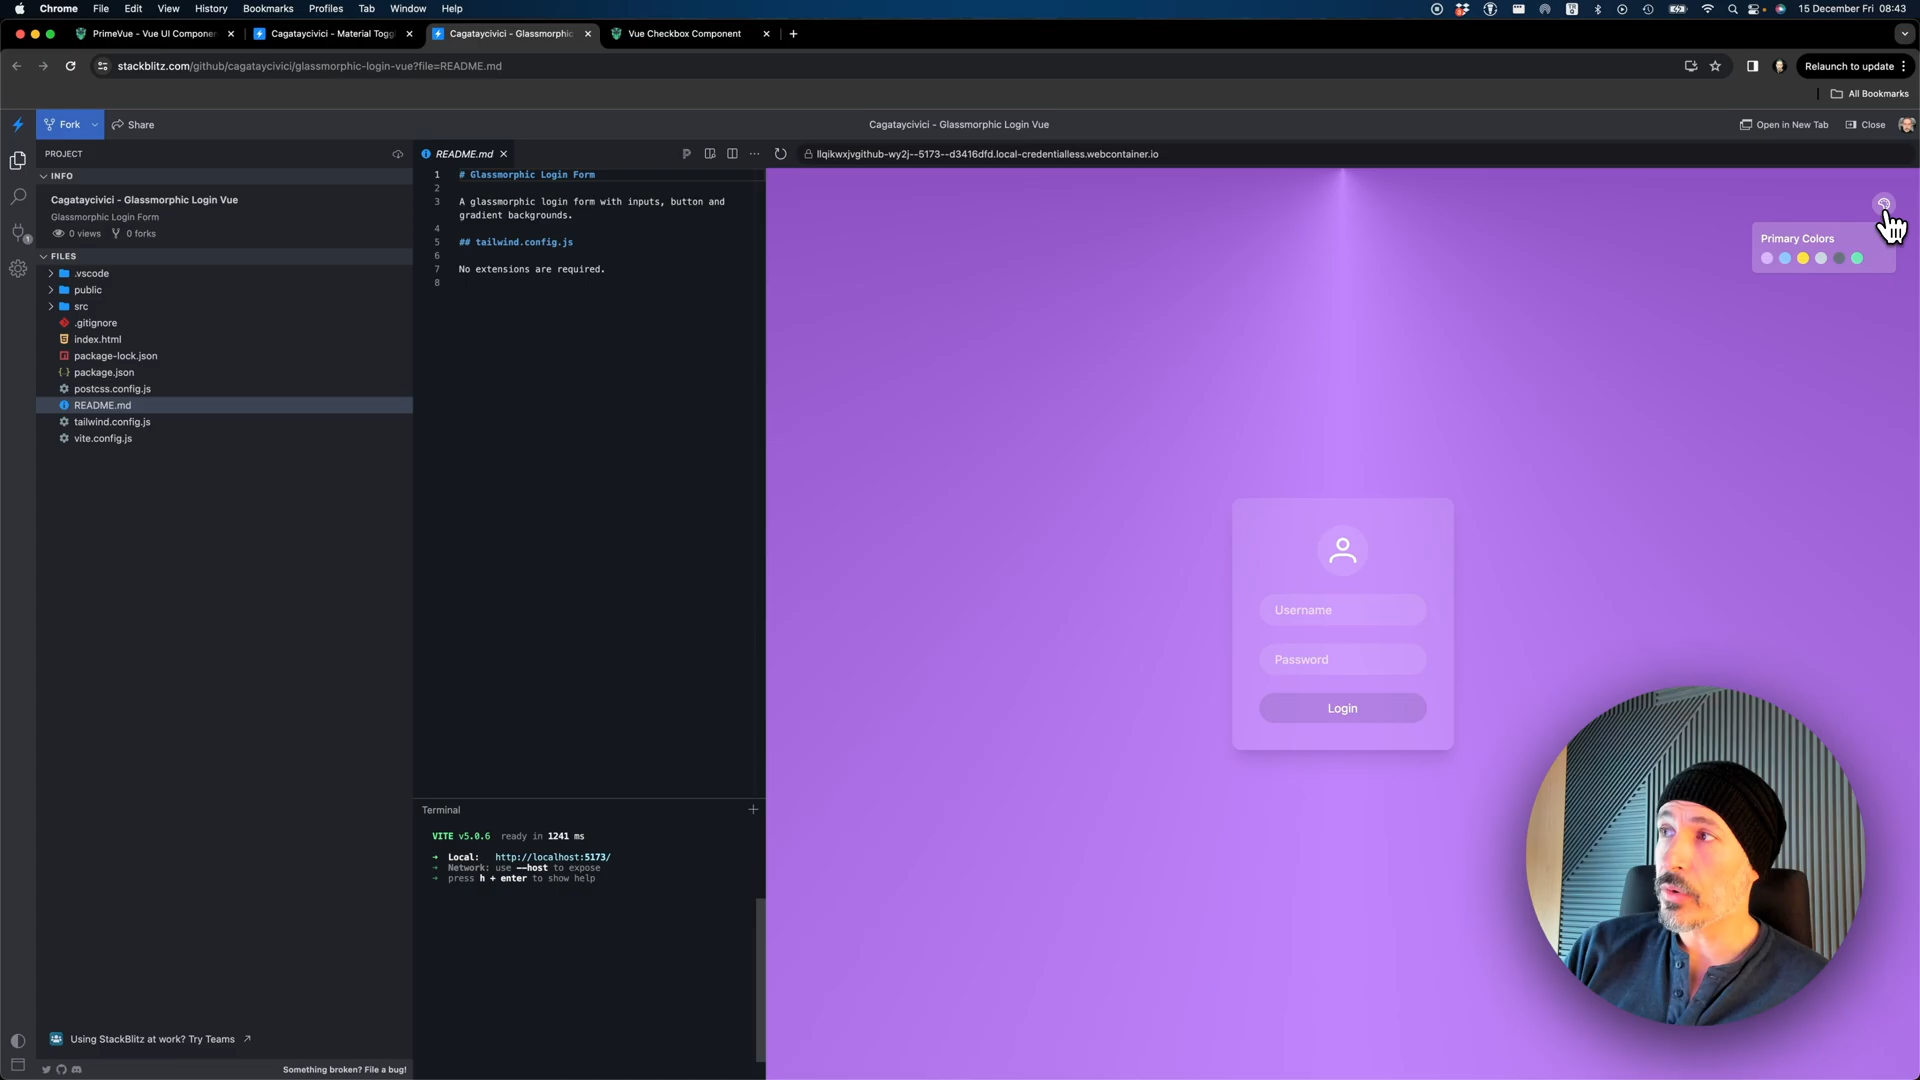 Chrome File Edit View History Bookmarks Profiles Tab Window Help 15 December Fri 08:43
PrimeVue - Vue UI Componen Cagataycivici - Material Toggl Cagataycivici - Glassmorphic Vue Checkbox Component
stackblitz.com/github/cagataycivici/glassmorphic-login-vue?file=README.md Relaunch to update
All Bookmarks
Fork Share Cagataycivici - Glassmorphic Login Vue Open in New Tab Close
PROJECT README.md llqikwxjvgithub-wy2j--5173--d3416dfd.local-credentialless.webcontainer.io
INFO
Cagataycivici - Glassmorphic Login Vue
Glassmorphic Login Form
0 views 0 forks
FILES
.vscode
public
src
.gitignore
index.html
package-lock.json
package.json
postcss.config.js
README.md
tailwind.config.js
vite.config.js
1 # Glassmorphic Login Form
2
3 A glassmorphic login form with inputs, button and
gradient backgrounds.
4
5 ## tailwind.config.js
6
7 No extensions are required.
8
Terminal
VITE v5.0.6 ready in 1241 ms
➜ Local: http://localhost:5173/
➜ Network: use --host to expose
➜ press h + enter to show help
Primary Colors
Username
Password
Login
Using StackBlitz at work? Try Teams
Something broken? File a bug!